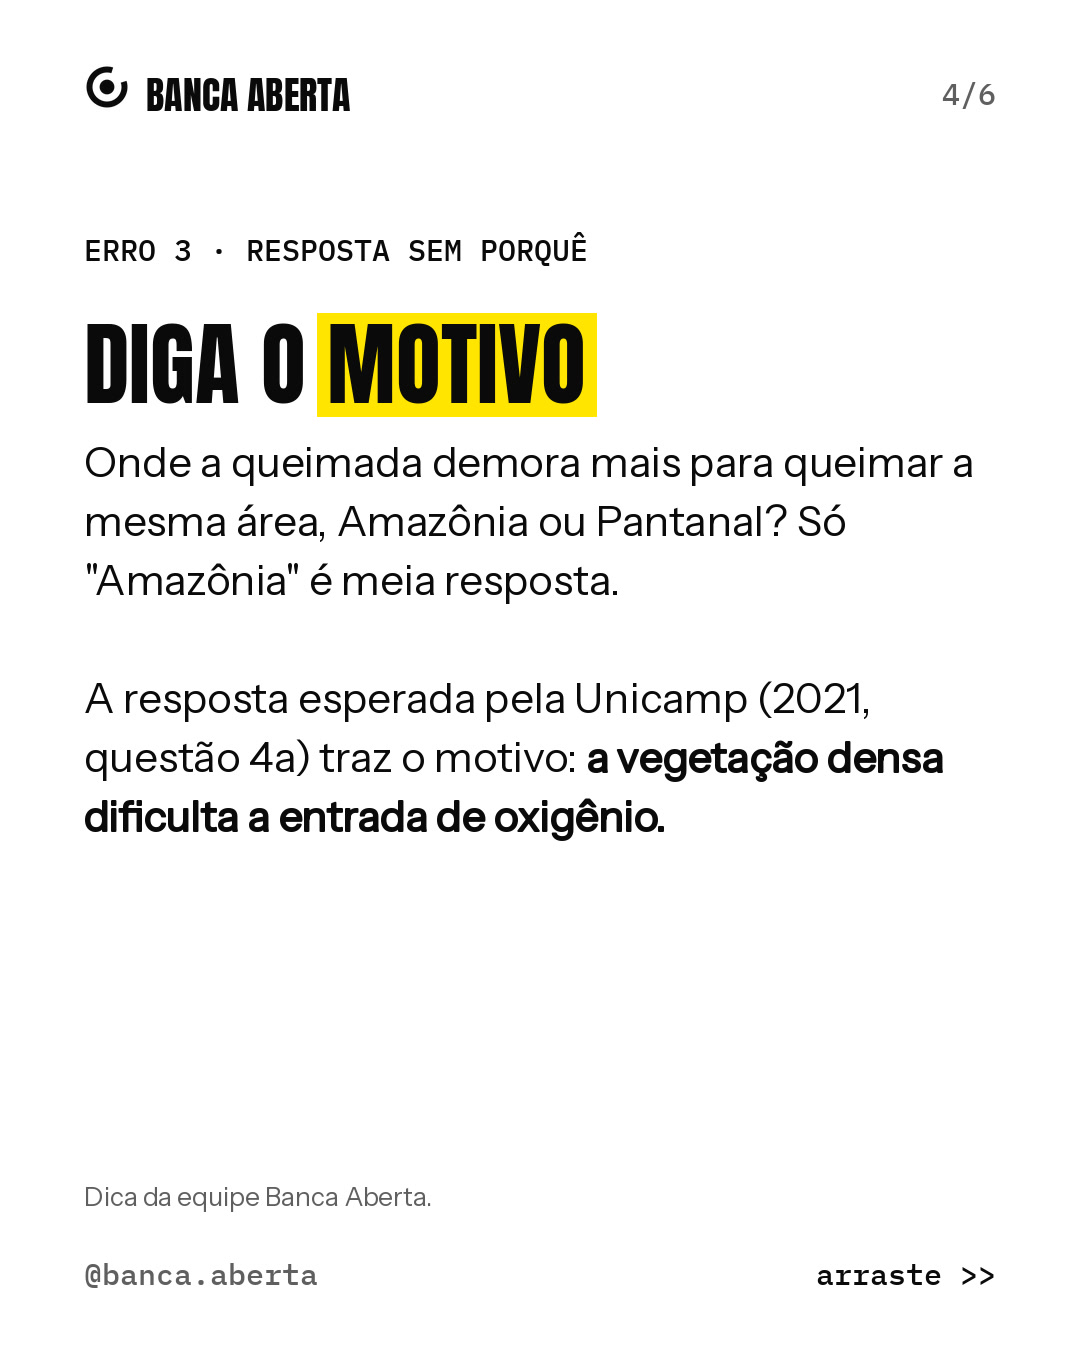 BANCA ABERTA
4/6
ERRO 3 · RESPOSTA SEM PORQUÊ
DIGA O MOTIVO
Onde a queimada demora mais para queimar a
mesma área, Amazônia ou Pantanal? Só
"Amazônia" é meia resposta.
A resposta esperada pela Unicamp (2021,
questão 4a) traz o motivo: a vegetação densa
dificulta a entrada de oxigênio.
Dica da equipe Banca Aberta.
@banca.aberta
arraste >>